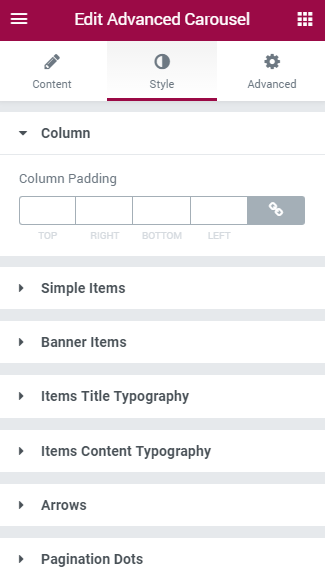 Edit Advanced Carousel
Content Style Advanced
Column
Column Padding
TOP RIGHT BOTTOM LEFT
Simple Items
Banner Items
Items Title Typography
Items Content Typography
Arrows
Pagination Dots